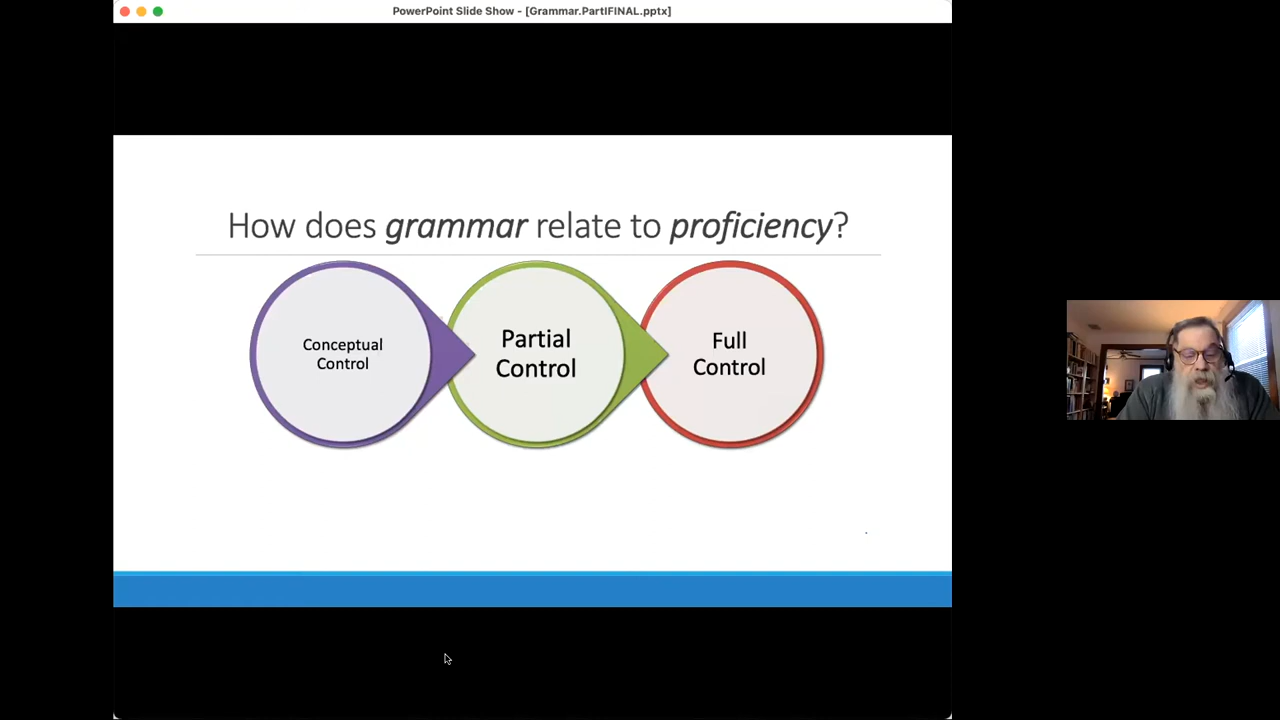 PowerPoint Slide Show - [Grammar.PartIFINAL.pptx]
How does grammar relate to proficiency?
Conceptual
Control
Partial
Control
Full
Control